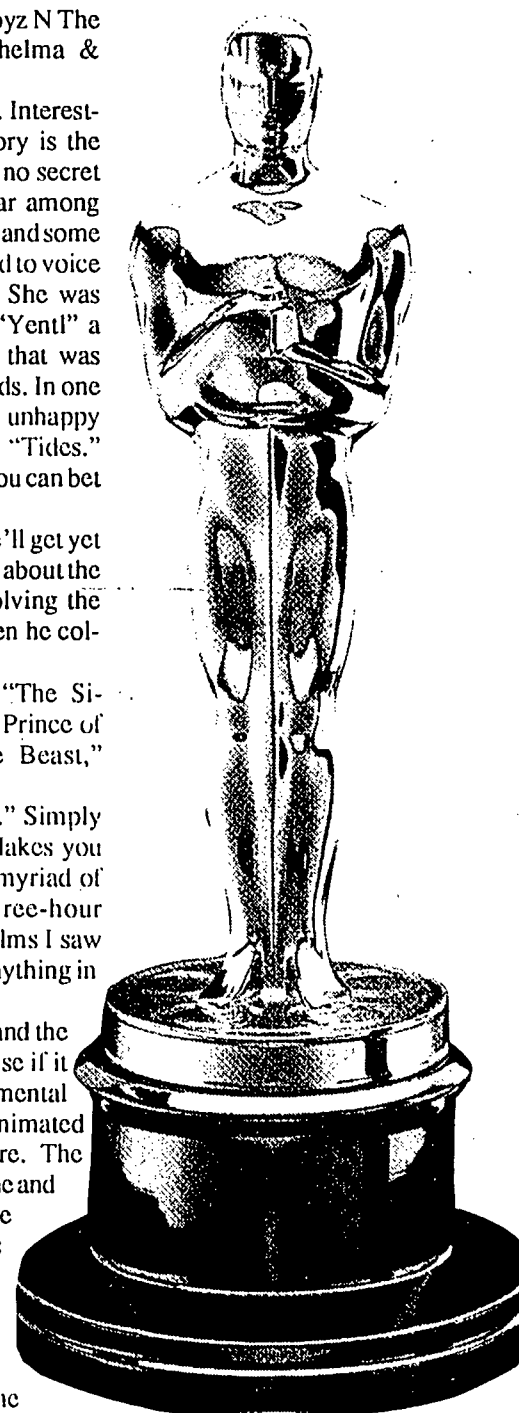 oyz N The
helma &
. Interest-
ory is the
no secret
ar among
and some
d to voice
She was
"Yentl" a
that was
ds. In one
unhappy
"Tides."
ou can bet
'll get yet
about the
olving the
en he col-
"The Si-
Prince of
e Beast,"
." Simply
akes you
myriad of
ree-hour
lms I saw
nything in
and the
se if it
mental
nimated
re. The
ne and
e